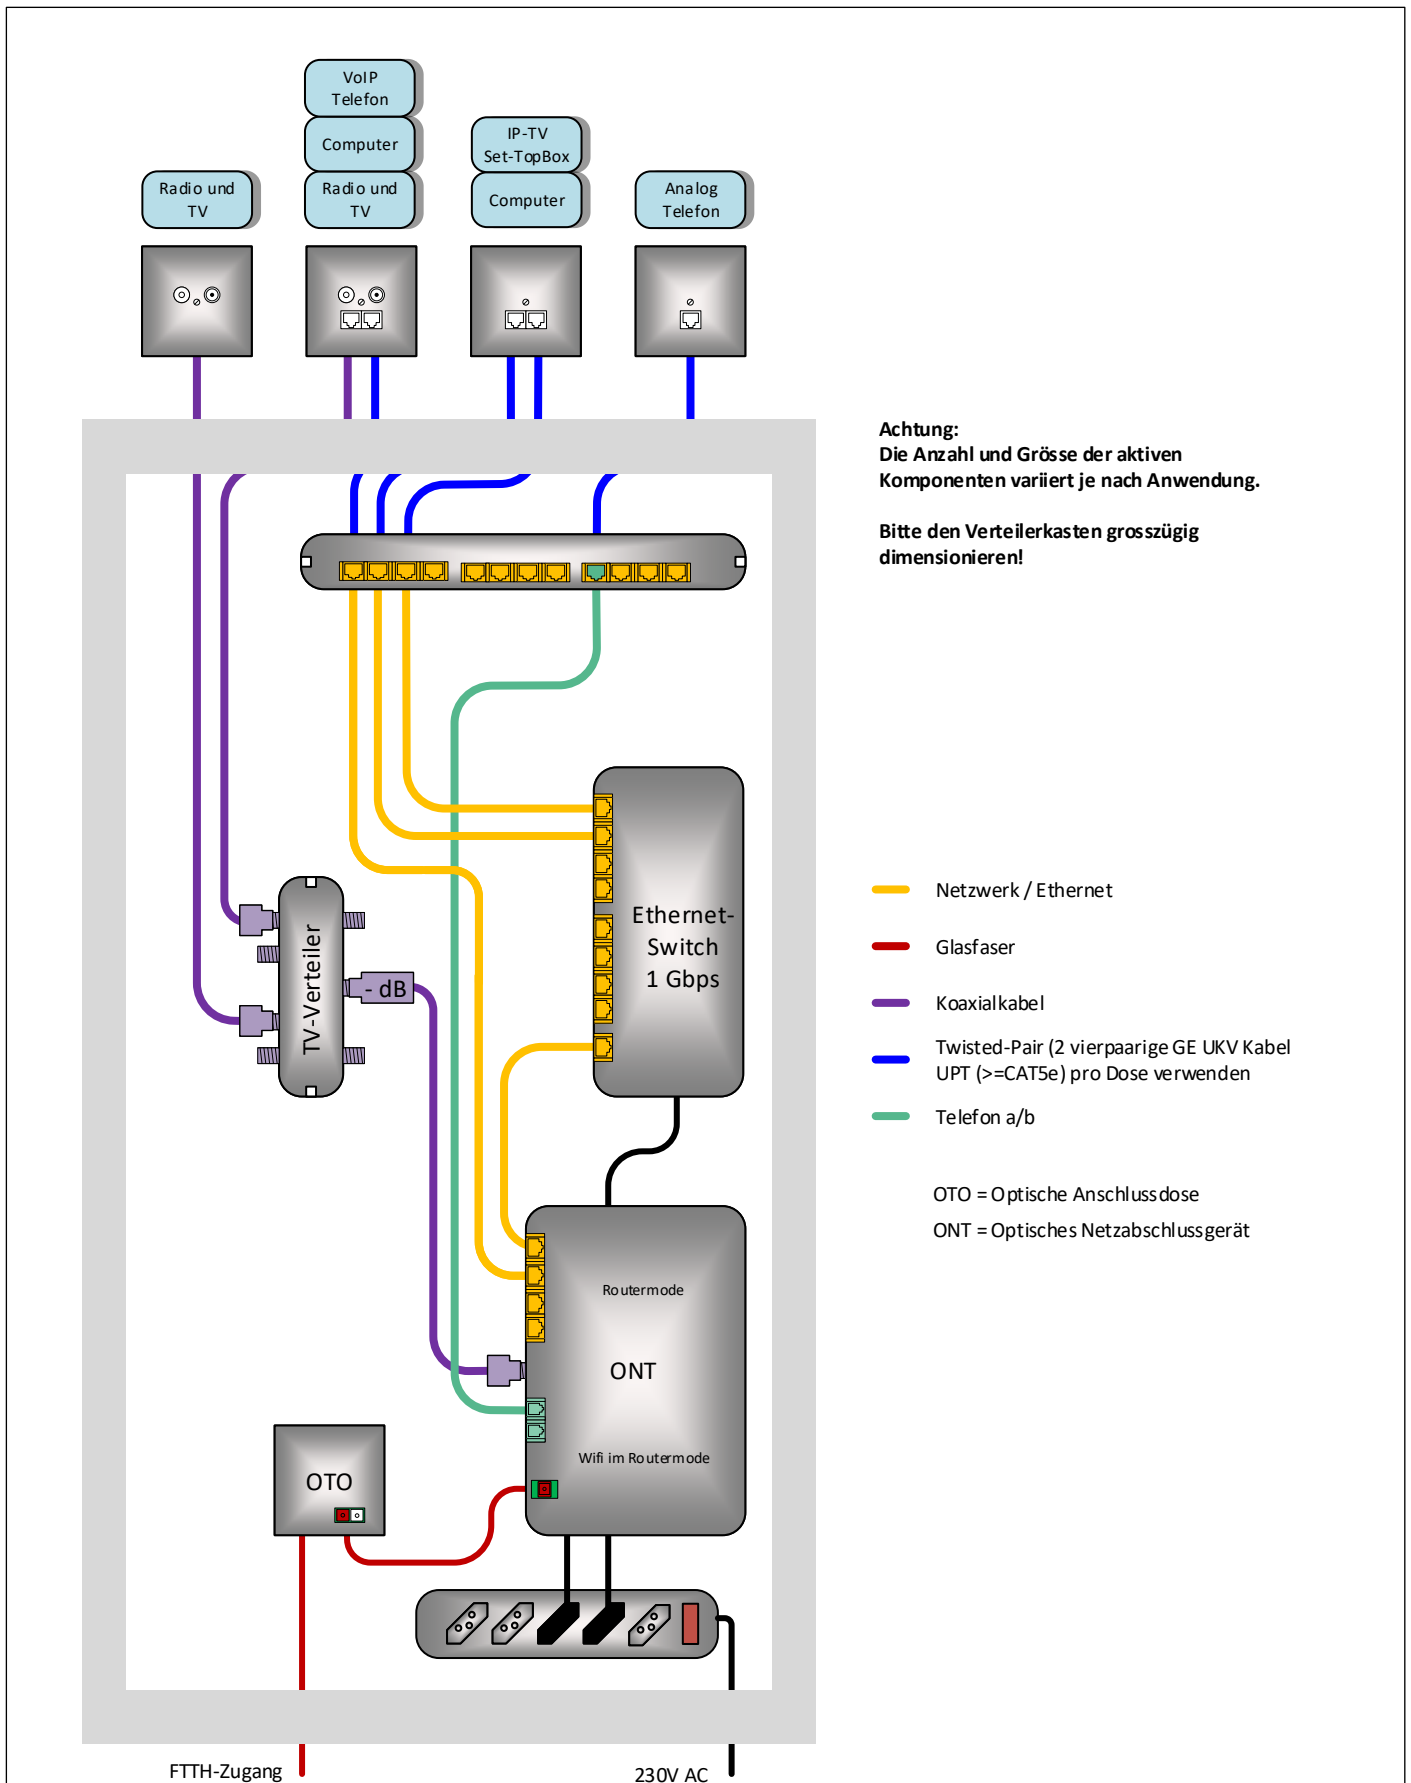 VoIP
Telefon
Computer
Radio und
TV
Radio und
TV
IP-TV
Set-TopBox
Computer
Analog
Telefon
Achtung:
Die Anzahl und Grösse der aktiven
Komponenten variiert je nach Anwendung.
Bitte den Verteilerkasten grosszügig
dimensionieren!
Ethernet-
Switch
1 Gbps
TV-Verteiler
- dB
Netzwerk / Ethernet
Glasfaser
Koaxialkabel
Twisted-Pair (2 vierpaarige GE UKV Kabel
UPT (>=CAT5e) pro Dose verwenden
Telefon a/b
OTO = Optische Anschlussdose
ONT = Optisches Netzabschlussgerät
Routermode
ONT
Wifi im Routermode
OTO
FTTH-Zugang
230V AC